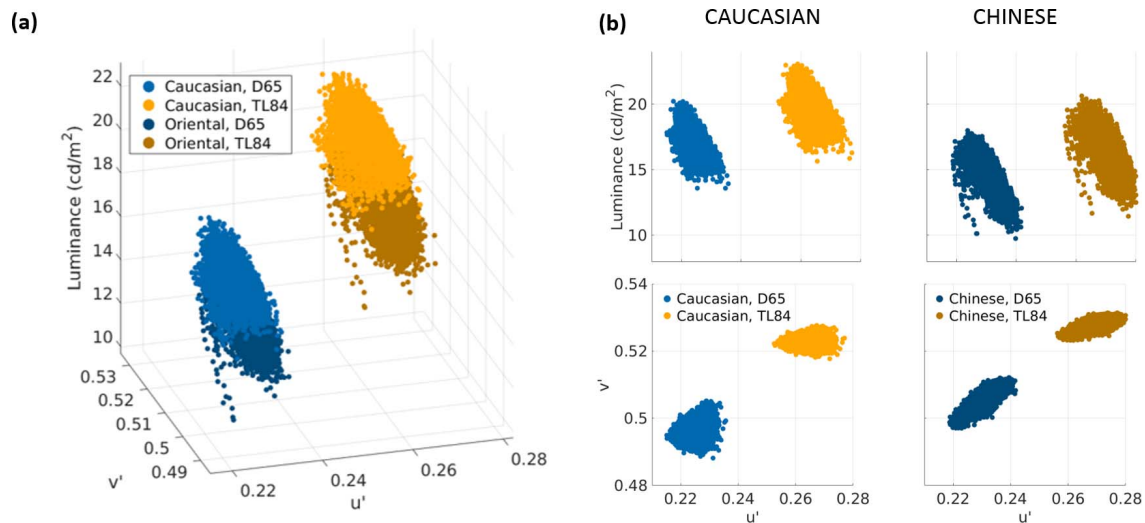 (a)
22
20
18
16
14
12
10
Luminance (cd/m²)
Caucasian, D65
Caucasian, TL84
Oriental, D65
Oriental, TL84
0.53
0.52
0.51
0.5
0.49
v'
0.22
0.24
0.26
0.28
u'
(b)
CAUCASIAN
CHINESE
20
15
10
Luminance (cd/m²)
0.54
0.52
0.5
0.48
v'
Caucasian, D65
Caucasian, TL84
Chinese, D65
Chinese, TL84
0.22
0.24
0.26
0.28
u'
0.22
0.24
0.26
0.28
u'